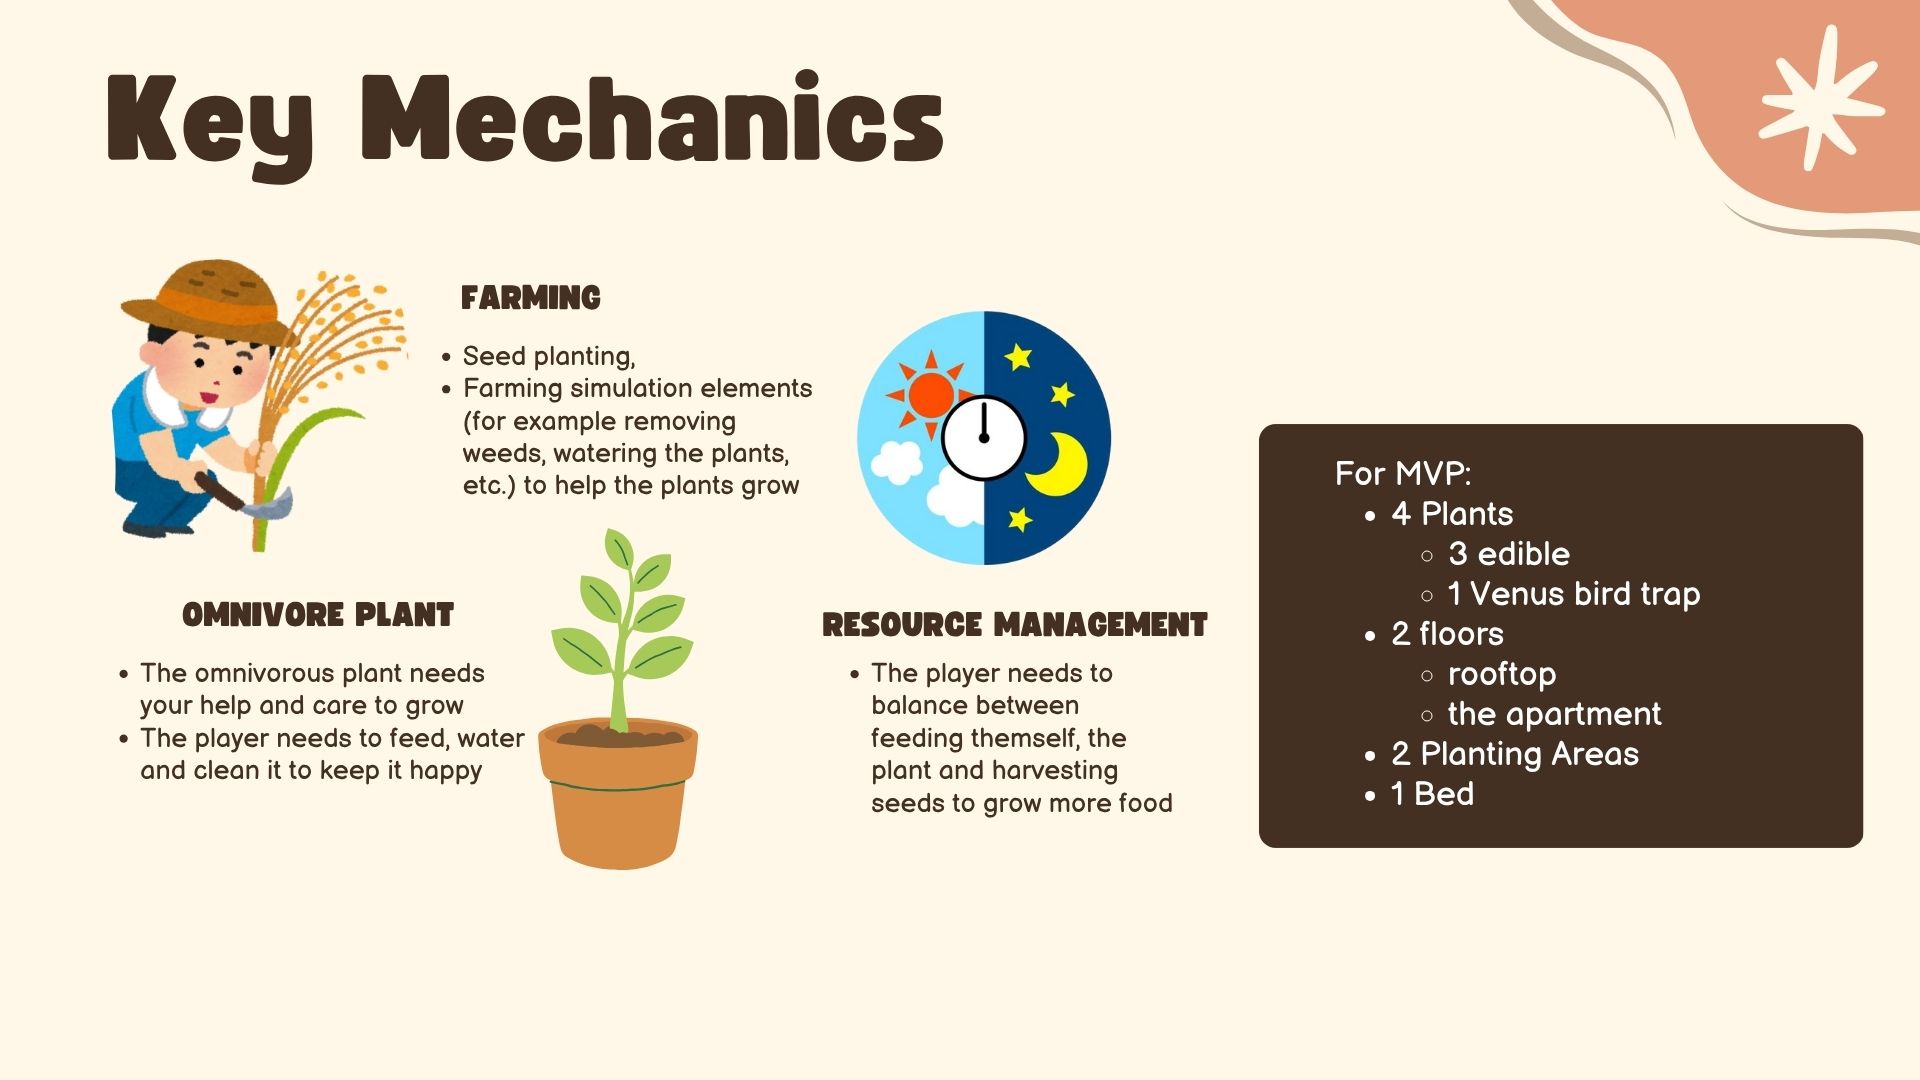 Key Mechanics
FARMING
• Seed planting,
• Farming simulation elements
(for example removing
weeds, watering the plants,
etc.) to help the plants grow
OMNIVORE PLANT
• The omnivorous plant needs
your help and care to grow
• The player needs to feed, water
and clean it to keep it happy
RESOURCE MANAGEMENT
• The player needs to
balance between
feeding themself, the
plant and harvesting
seeds to grow more food
For MVP:
• 4 Plants
◦ 3 edible
◦ 1 Venus bird trap
• 2 floors
◦ rooftop
◦ the apartment
• 2 Planting Areas
• 1 Bed